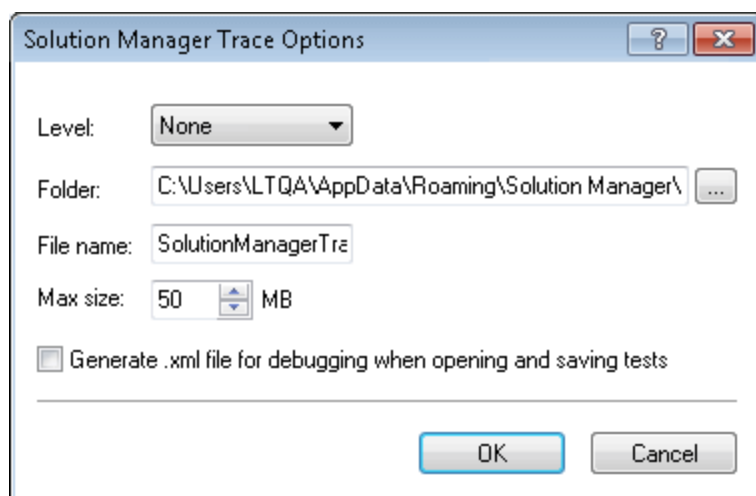 Solution Manager Trace Options
Level: None
Folder: C:\Users\LTQA\AppData\Roaming\Solution Manager\ ...
File name: SolutionManagerTra
Max size: 50 MB
Generate .xml file for debugging when opening and saving tests
OK Cancel